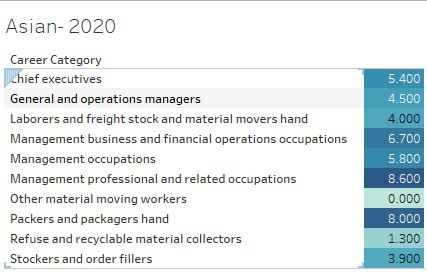 Asian- 2020
Career Category
Chief executives 5.400
General and operations managers 4.500
Laborers and freight stock and material movers hand 4.000
Management business and financial operations occupations 6.700
Management occupations 5.800
Management professional and related occupations 8.600
Other material moving workers 0.000
Packers and packagers hand 8.000
Refuse and recyclable material collectors 1.300
Stockers and order fillers 3.900